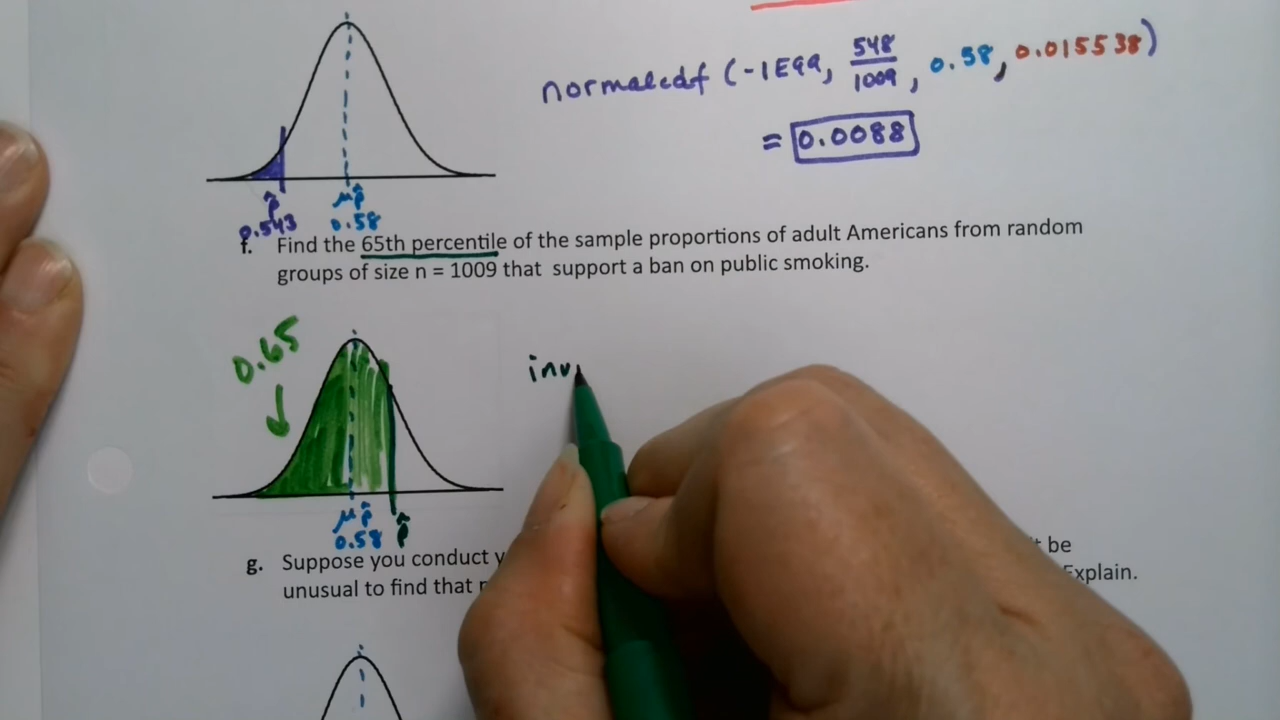 normalcdf (-1E99, 548/1009, 0.58, 0.015538)
= 0.0088
p̂
0.543
μp̂
0.58
f. Find the 65th percentile of the sample proportions of adult Americans from random
groups of size n = 1009 that support a ban on public smoking.
0.65
inv
μp̂
0.58
p̂
g. Suppose you conduct be
unusual to find that Explain.